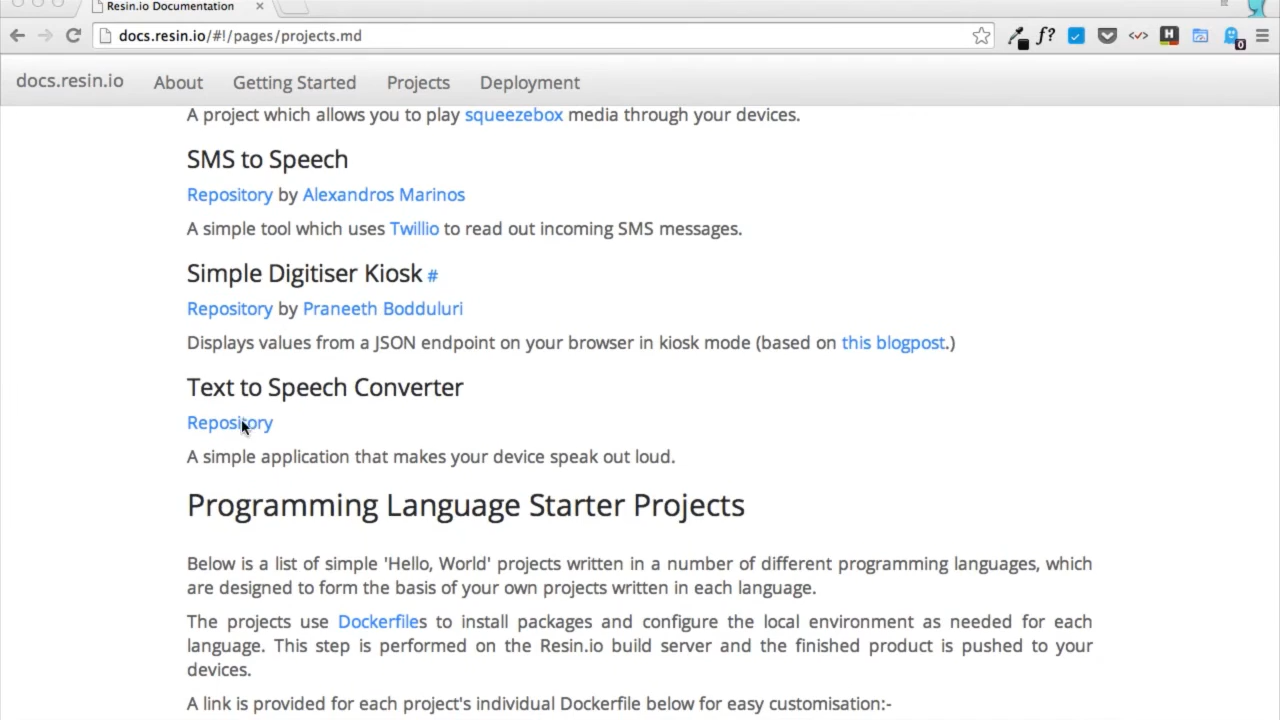 Resin.io Documentation
docs.resin.io/#!/pages/projects.md
f?
H
0
docs.resin.io About Getting Started Projects Deployment
A project which allows you to play squeezebox media through your devices.
SMS to Speech
Repository by Alexandros Marinos
A simple tool which uses Twillio to read out incoming SMS messages.
Simple Digitiser Kiosk #
Repository by Praneeth Bodduluri
Displays values from a JSON endpoint on your browser in kiosk mode (based on this blogpost.)
Text to Speech Converter
Repository
A simple application that makes your device speak out loud.
Programming Language Starter Projects
Below is a list of simple 'Hello, World' projects written in a number of different programming languages, which
are designed to form the basis of your own projects written in each language.
The projects use Dockerfiles to install packages and configure the local environment as needed for each
language. This step is performed on the Resin.io build server and the finished product is pushed to your
devices.
A link is provided for each project's individual Dockerfile below for easy customisation:-